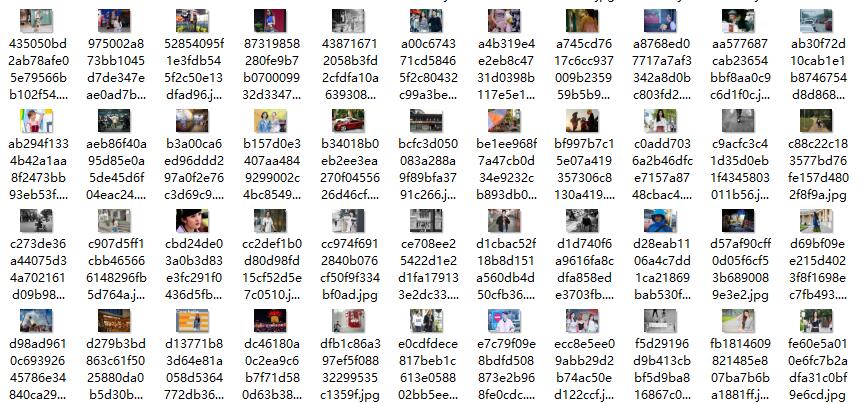 435050bd 975002a8 52854095f 87319858 43871671 a00c6743 a4b319e4 a745cd76 a8768ed0 aa577687 ab30f72d
2ab78afe0 73bb1045 1e3fdb54 280fe9b7 2058b3fd 71cd5846 e2eb8c47 17c6cc937 7717a7af3 cab23654 10cab1e1
5e79566b d7de347e 5f2c50e13 b0700099 2cfdfa10a 5f2c80432 31d0398b 009b2359 342a8d0b bbf8aa0c9 b8746754
b102f54.... ae0ad7b... dfad96.j... 32d3347... 639308... c99a3be... 117e5e1... 59b5b9... c803fd2... c6d1f0c.j... d8d868...
ab294f133 aeb86f40a b3a00ca6 b157d0e3 b34018b0 bcfc3d050 be1ee968f bf997b7c1 c0add703 c9acfc3c4 c88c22c18
4b42a1aa 95d85e0a ed96ddd2 407aa484 eb2ee3ea 083a288a 7a47cb0d 5e07a419 6a2b46dfc 1d35d0eb 3577bd76
8f2473bb 5de45d6f 97a0f2e76 9299002c 270f04556 9f89bfa37 34e9232c 357306c8 e7157a87 1f4345803 fe157d480
93eb53f.... 04eac24.... c3d69c9.... 4bc8549... 26d46cf.... 91c266.j... b893db0... 130a419.... 48cbac4.... 011b56.j... 2f8f9a.jpg
c273de36 c907d5ff1 cbd24de0 cc2def1b0 cc974f691 ce708ee2 d1cbac52f d1d740f6 d28eab11 d57af90cff d69bf09e
a44075d3 cbb46566 3a0b3d83 d80d98fd 2840b076 5422d1e2 18b8d151 a9616fa8c 06a4c7dd 0d05f6cf5 e215d402
4a702161 6148296fb e3fc291f0 15cf52d5e cf50f9f334 d1fa17913 a560db4d dfa858ed 1ca21869 3b689008 3f8f1698e
d09b98... 5d764a.j... 436d5fb... 7c0510.j... bf0ad.jpg 3e2dc33.... 50cfb36.... e3703fb.... bab530f... 9e3e2.jpg c7fb493....
d98ad961 d279b3bd d13771b8 dc46180a dfb1c86a3 e0cdfdece e7c79f09e ecc8e5ee0 f5d29196 fb1814609 fe60e5a01
0c693926 863c61f50 3d64e81a 0c2ea9c6 97ef5f088 817beb1c 8bdfd508 9abb29d2 d9b413cb 821485e8 0e6fc7b2a
45786e34 25880da0 058d5364 b7f71d58 32299535 613e0588 873e2b96 b74ac50e bf5d9ba8 07ba7b6b dfa31c0bf
840ca29... b5d30b... 772db36... 0d63b38... c1359f.jpg 02bb5ee... 8fe0cdc.... d122ccf.j... 16867c0... a1881ff.j... 9e6cd.jpg